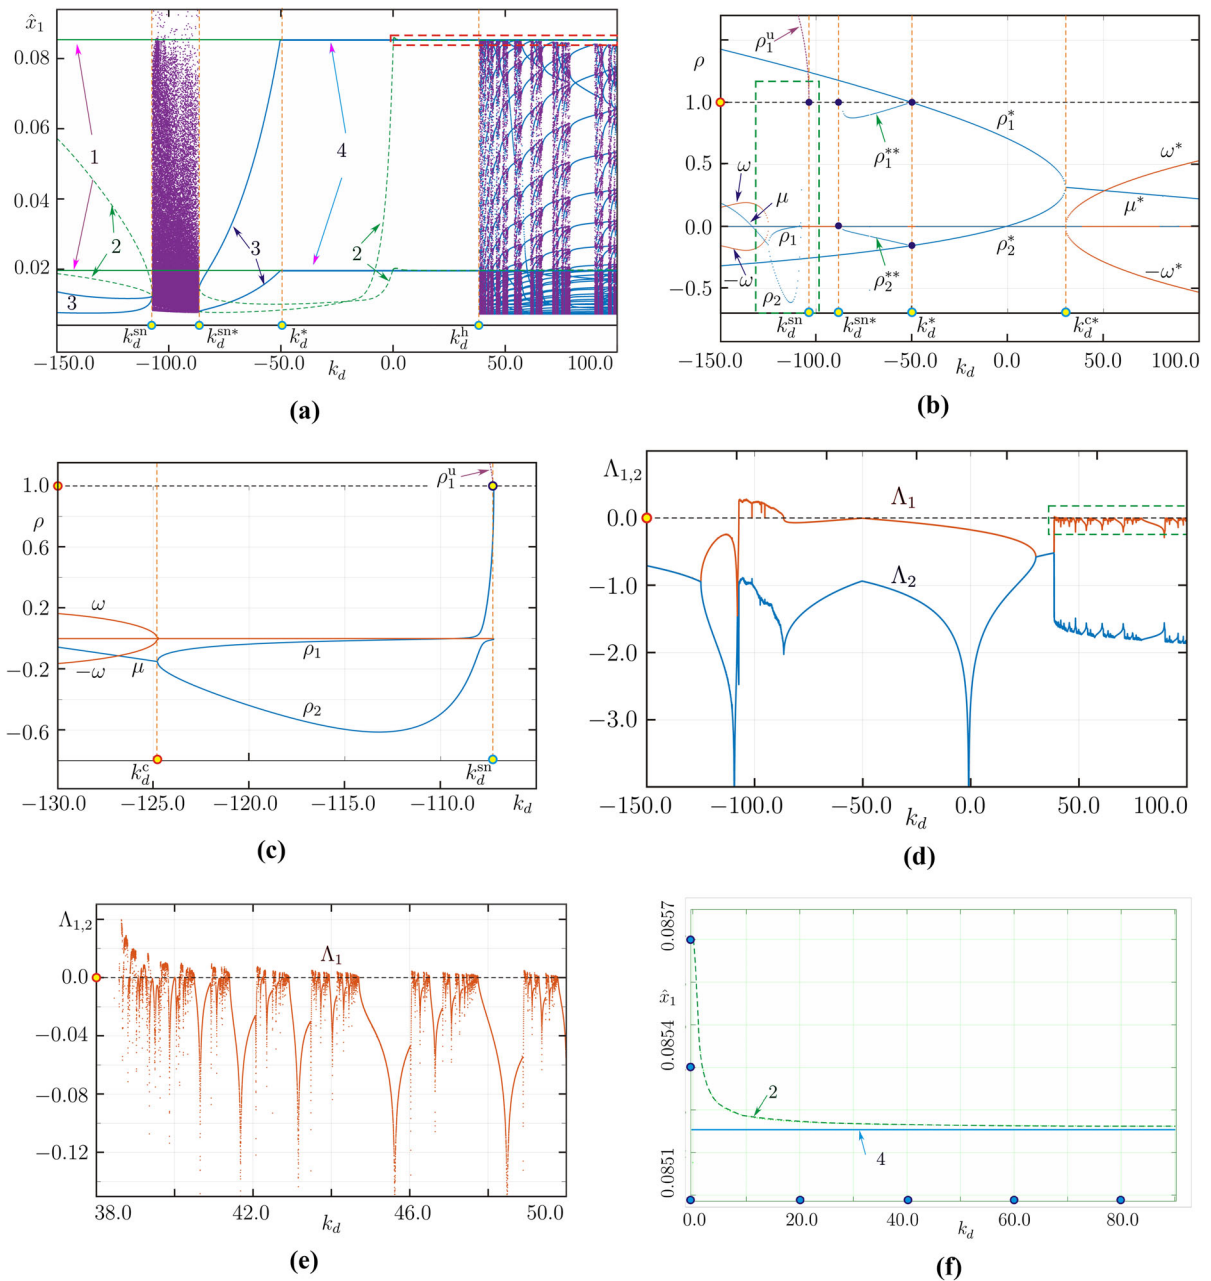 x̂₁
0.08
0.06
0.04
0.02
1
2
3
3
4
2
k_d^sn
k_d^sn*
k_d^*
k_d^h
−150.0
−100.0
−50.0
0.0
50.0
100.0
k_d
(a)
ρ
1.0
0.5
0.0
−0.5
ρ₁^u
ρ₁^*
ρ₁^**
ω^*
ω
μ
μ^*
ρ₁
ρ₂^*
−ω
ρ₂
ρ₂^**
−ω^*
k_d^sn
k_d^sn*
k_d^*
k_d^c*
−150.0
−100.0
−50.0
0.0
50.0
100.0
k_d
(b)
1.0
ρ
0.6
0.2
−0.2
−0.6
ρ₁^u
ω
−ω
μ
ρ₁
ρ₂
k_d^c
k_d^sn
−130.0
−125.0
−120.0
−115.0
−110.0
k_d
(c)
Λ₁,₂
0.0
−1.0
−2.0
−3.0
Λ₁
Λ₂
−150.0
−100.0
−50.0
0.0
50.0
100.0
k_d
(d)
Λ₁,₂
0.0
−0.04
−0.08
−0.12
Λ₁
38.0
42.0
46.0
50.0
k_d
(e)
0.0857
x̂₁
0.0854
0.0851
2
4
0.0
20.0
40.0
60.0
80.0
k_d
(f)